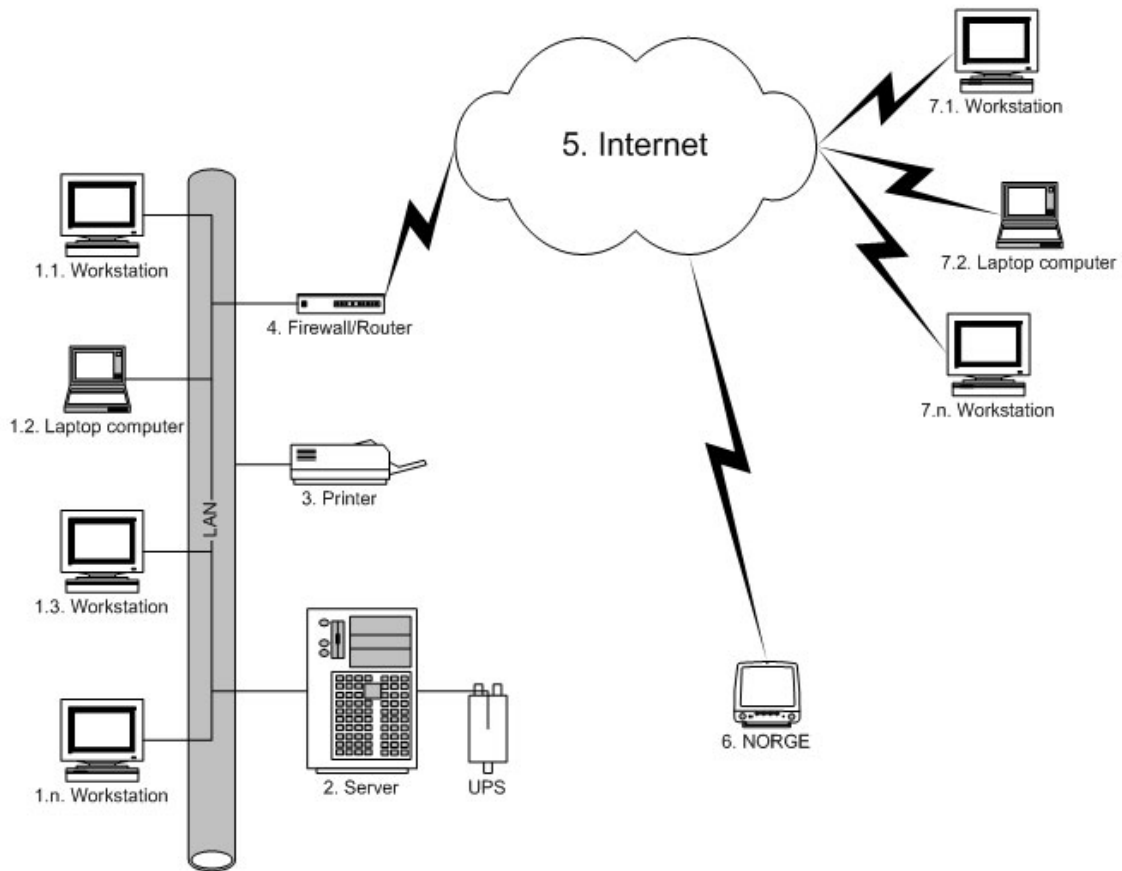 5. Internet
7.1. Workstation
1.1. Workstation
7.2. Laptop computer
4. Firewall/Router
7.n. Workstation
1.2. Laptop computer
3. Printer
LAN
1.3. Workstation
6. NORGE
1.n. Workstation
2. Server
UPS